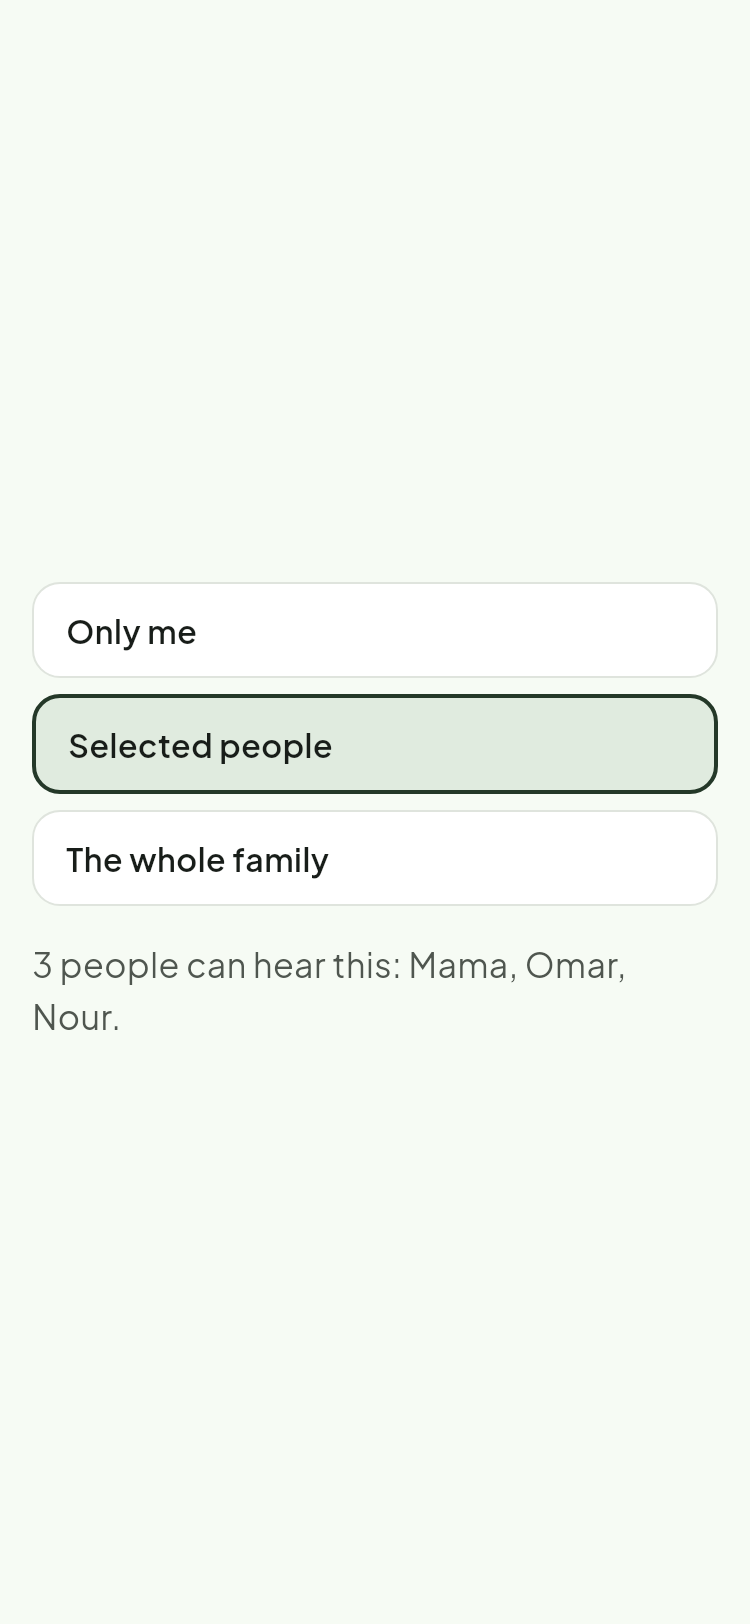 Only me
Selected people
The whole family
3 people can hear this: Mama, Omar,
Nour.